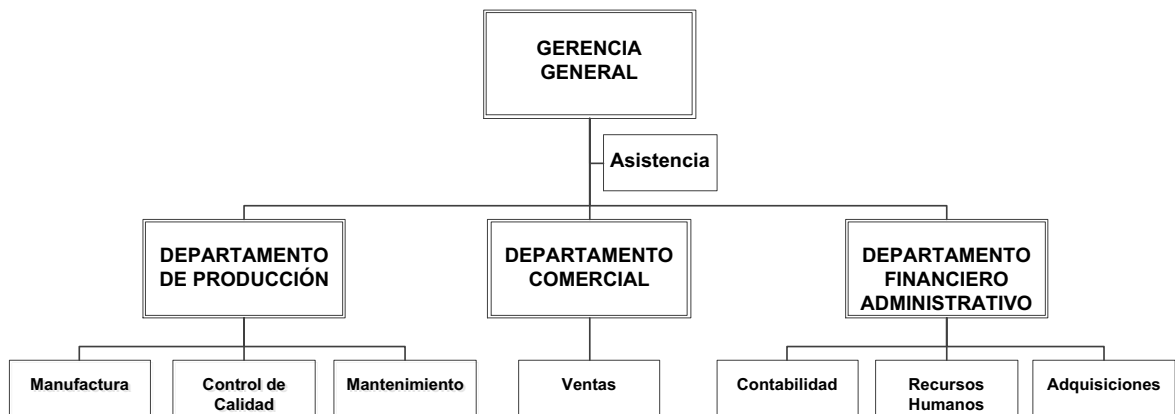 GERENCIA
GENERAL
Asistencia
DEPARTAMENTO
DE PRODUCCIÓN
DEPARTAMENTO
COMERCIAL
DEPARTAMENTO
FINANCIERO
ADMINISTRATIVO
Manufactura
Control de
Calidad
Mantenimiento
Ventas
Contabilidad
Recursos
Humanos
Adquisiciones